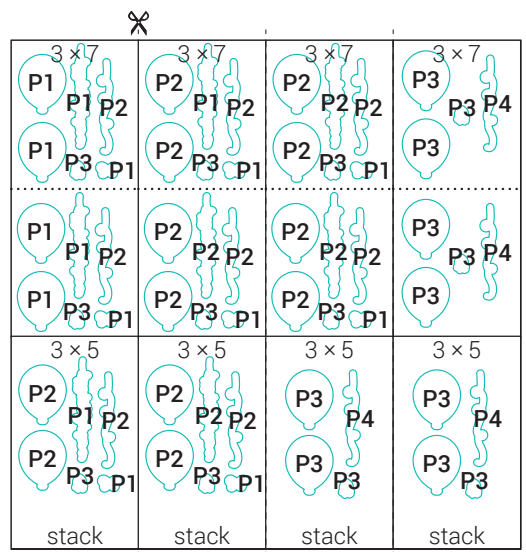 3 × 7 3 × 7 3 × 7 3 × 7
P1 P1 P2 P2 P1 P2 P2 P2 P2 P3 P3 P4
P1 P3 P1 P2 P3 P1 P2 P3 P1 P3
P1 P1 P2 P2 P2 P2 P2 P2 P2 P3 P3 P4
P1 P3 P1 P2 P3 P1 P2 P3 P1 P3
3 × 5 3 × 5 3 × 5 3 × 5
P2 P1 P2 P2 P2 P2 P3 P4 P3 P4
P2 P3 P1 P2 P3 P1 P3 P3 P3 P3
stack stack stack stack